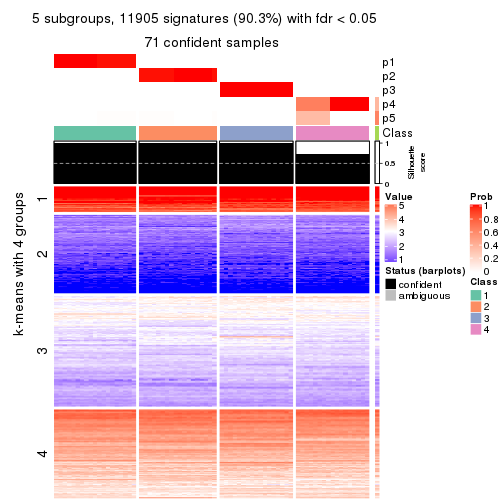 5 subgroups, 11905 signatures (90.3%) with fdr < 0.05
71 confident samples
p1
p2
p3
p4
p5
Class
1
0.5
0
Silhouette
score
k-means with 4 groups
1
2
3
4
Value
5
4
3
2
1
Status (barplots)
confident
ambiguous
Prob
1
0.8
0.6
0.4
0.2
0
Class
1
2
3
4